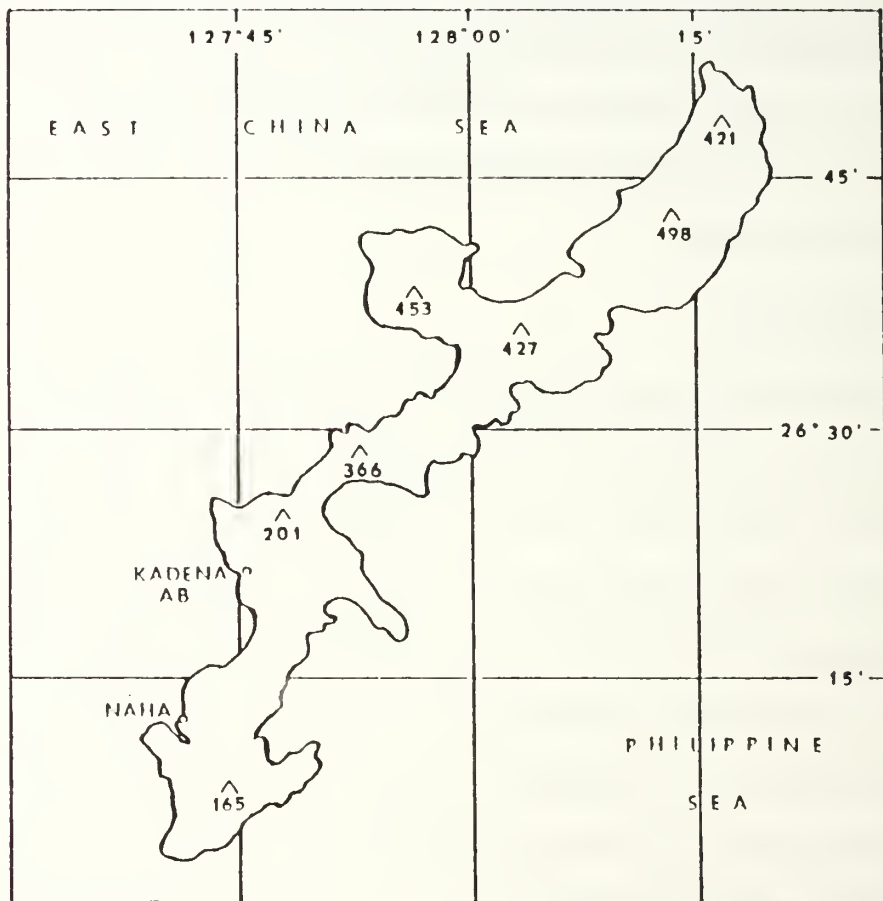 127°45' 128°00' 15'
EAST CHINA SEA
421
45'
498
453
427
26°30'
366
201
KADENA
AB
15'
NAHA
PHILIPPINE
165
SEA